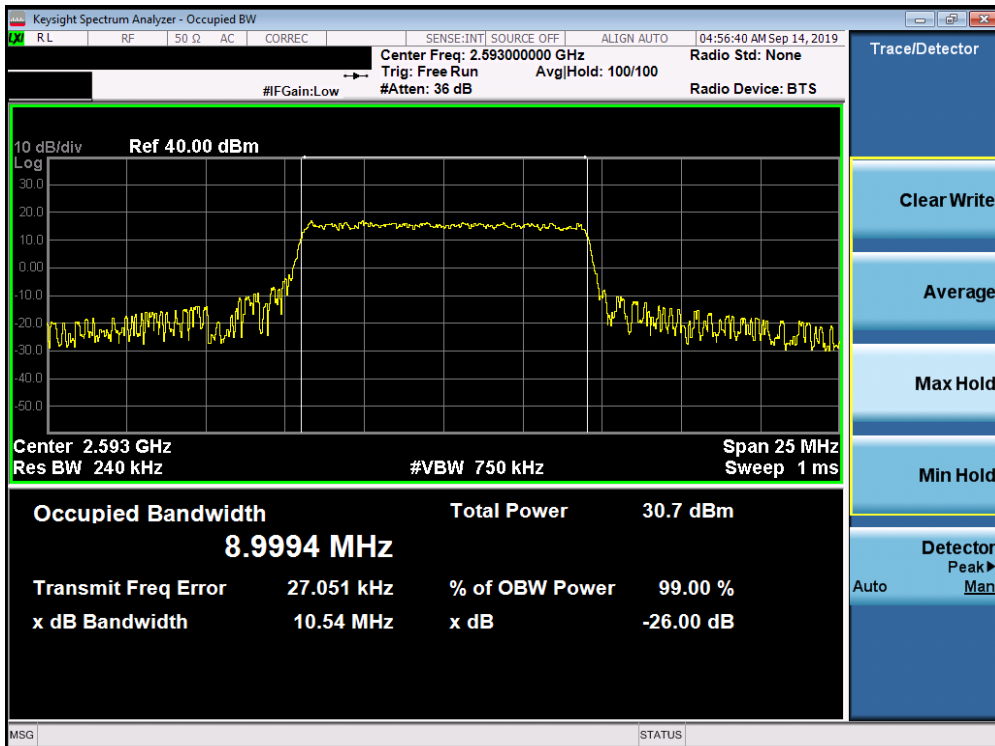 Keysight Spectrum Analyzer - Occupied BW
LXI RL RF 50 Ω AC CORREC SENSE:INT SOURCE OFF ALIGN AUTO 04:56:40 AM Sep 14, 2019
Center Freq: 2.593000000 GHz Radio Std: None
Trig: Free Run Avg|Hold: 100/100
#IFGain:Low #Atten: 36 dB Radio Device: BTS
10 dB/div Ref 40.00 dBm
Log
30.0
20.0
10.0
0.00
-10.0
-20.0
-30.0
-40.0
-50.0
Center 2.593 GHz Span 25 MHz
Res BW 240 kHz #VBW 750 kHz Sweep 1 ms
Occupied Bandwidth Total Power 30.7 dBm
8.9994 MHz
Transmit Freq Error 27.051 kHz % of OBW Power 99.00 %
x dB Bandwidth 10.54 MHz x dB -26.00 dB
MSG STATUS
Trace/Detector
Clear Write
Average
Max Hold
Min Hold
Detector
Peak
Auto Man